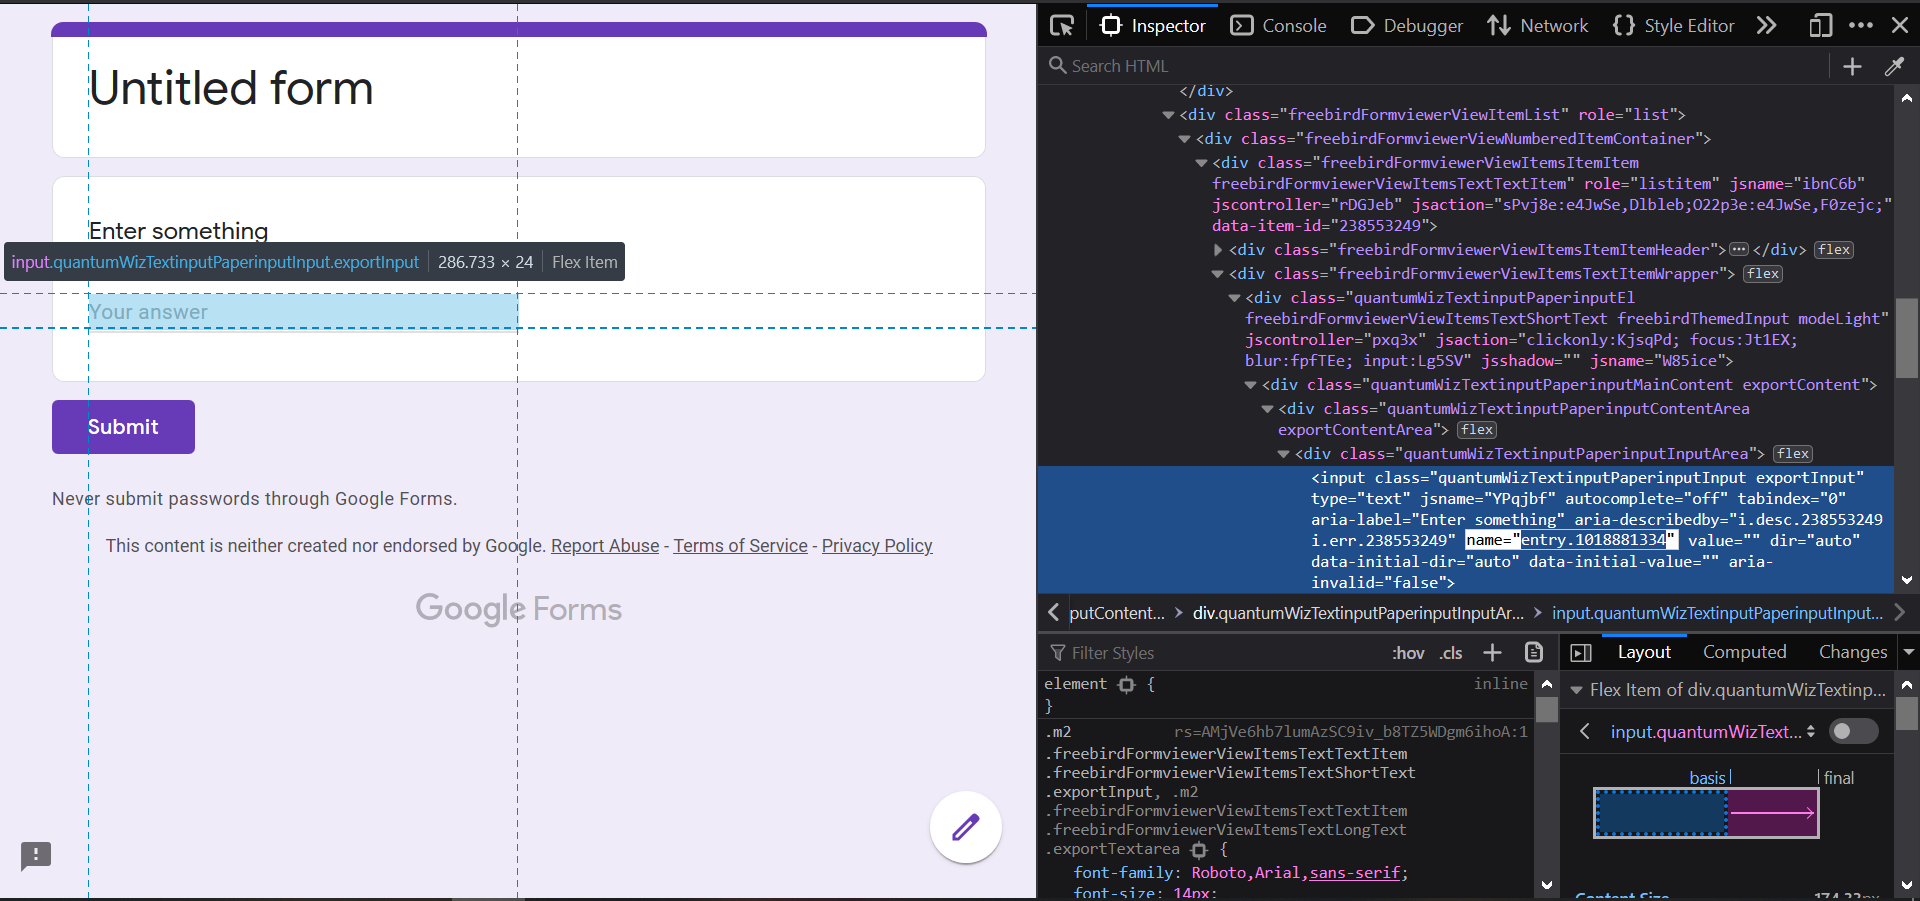 Untitled form
Enter something
input.quantumWizTextinputPaperinputInput.exportInput 286.733 × 24 Flex Item
Your answer
Submit
Never submit passwords through Google Forms.
This content is neither created nor endorsed by Google. Report Abuse - Terms of Service - Privacy Policy
Google Forms
Inspector Console Debugger Network Style Editor
Search HTML
</div>
<div class="freebirdFormviewerViewItemList" role="list">
<div class="freebirdFormviewerViewNumberedItemContainer">
<div class="freebirdFormviewerViewItemsItemItem
freebirdFormviewerViewItemsTextTextItem" role="listitem" jsname="ibnC6b"
jscontroller="rDGJeb" jsaction="sPvj8e:e4JwSe,Dlbleb;O22p3e:e4JwSe,F0zejc;"
data-item-id="238553249">
<div class="freebirdFormviewerViewItemsItemItemHeader">···</div> flex
<div class="freebirdFormviewerViewItemsTextItemWrapper"> flex
<div class="quantumWizTextinputPaperinputEl
freebirdFormviewerViewItemsTextShortText freebirdThemedInput modeLight"
jscontroller="pxq3x" jsaction="clickonly:KjsqPd; focus:Jt1EX;
blur:fpfTEe; input:Lg5SV" jsshadow="" jsname="W85ice">
<div class="quantumWizTextinputPaperinputMainContent exportContent">
<div class="quantumWizTextinputPaperinputContentArea
exportContentArea"> flex
<div class="quantumWizTextinputPaperinputInputArea"> flex
<input class="quantumWizTextinputPaperinputInput exportInput"
type="text" jsname="YPqjbf" autocomplete="off" tabindex="0"
aria-label="Enter something" aria-describedby="i.desc.238553249
i.err.238553249" name="entry.1018881334" value="" dir="auto"
data-initial-dir="auto" data-initial-value="" aria-
invalid="false">
putContent... div.quantumWizTextinputPaperinputInputAr... input.quantumWizTextinputPaperinputInput...
Filter Styles :hov .cls
element { inline
}
.m2 rs=AMjVe6hb7lumAzSC9iv_b8TZ5WDgm6ihoA:1
.freebirdFormviewerViewItemsTextTextItem
.freebirdFormviewerViewItemsTextShortText
.exportInput, .m2
.freebirdFormviewerViewItemsTextTextItem
.freebirdFormviewerViewItemsTextLongText
.exportTextarea {
font-family: Roboto,Arial,sans-serif;
font-size: 14px;
Layout Computed Changes
Flex Item of div.quantumWizTextinp...
input.quantumWizText...
basis final
Content Size 174.33px